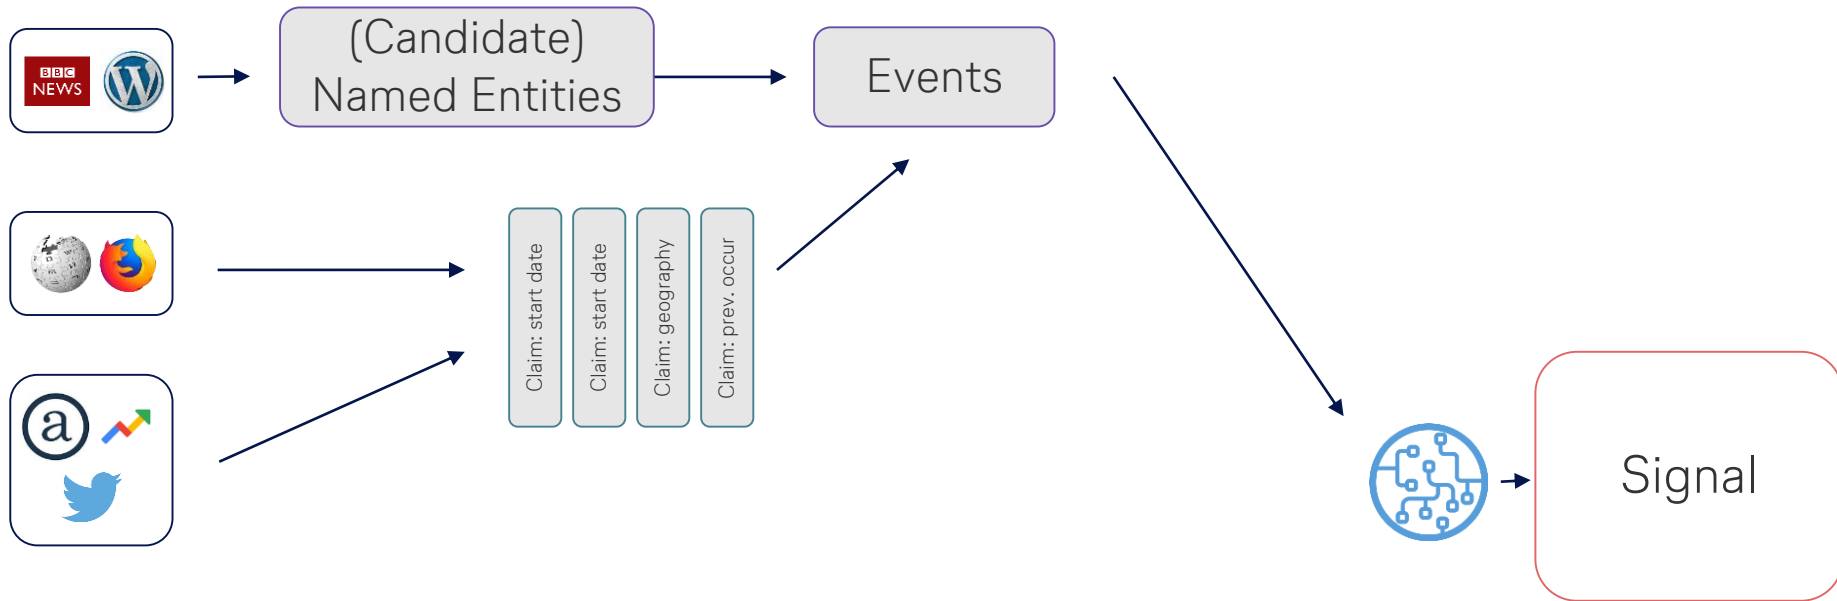 BBC
NEWS
W
(Candidate)
Named Entities
Events
Claim: start date
Claim: start date
Claim: geography
Claim: prev. occur
a
Signal